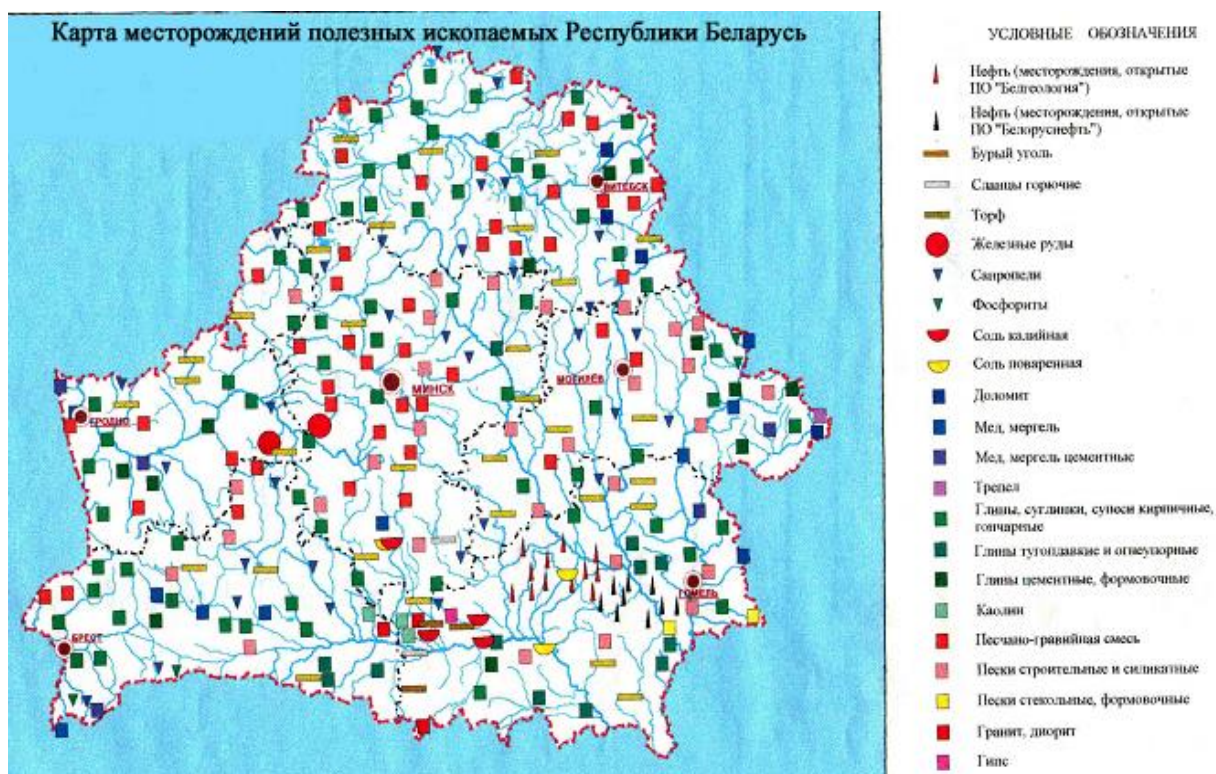 Карта месторождений полезных ископаемых Республики Беларусь
УСЛОВНЫЕ ОБОЗНАЧЕНИЯ
Нефть (месторождения, открытые
ПО "Белгеология")
Нефть (месторождения, открытые
ПО "Белоруснефть")
Бурый уголь
Сланцы горючие
Торф
Железные руды
Сапропели
Фосфориты
Соль калийная
Соль поваренная
Доломит
Мел, мергель
Мел, мергель цементные
Трепел
Глины, суглинки, супеси кирпичные,
гончарные
Глины тугоплавкие и огнеупорные
Глины цементные, формовочные
Каолин
Песчано-гравийная смесь
Пески строительные и силикатные
Пески стекольные, формовочные
Гранит, диорит
Гипс
ВИТЕБСК
МИНСК
МОГИЛЁВ
ГРОДНО
ГОМЕЛЬ
БРЕСТ